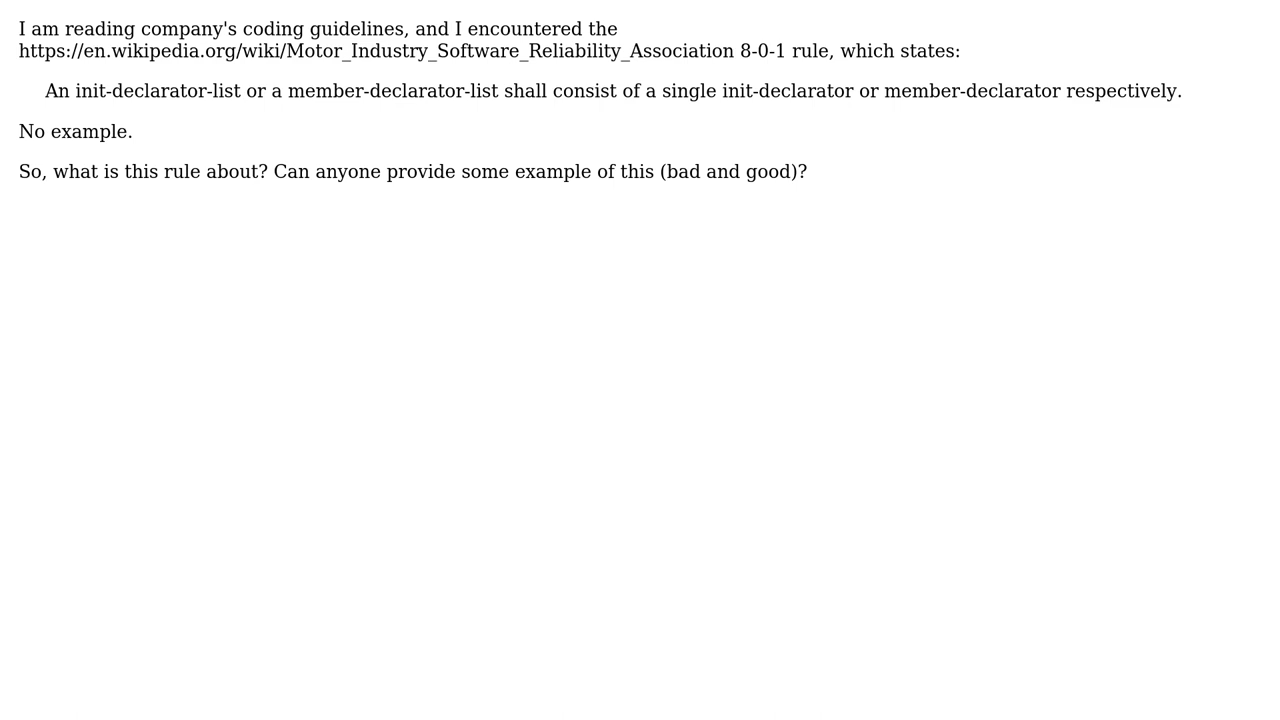 I am reading company's coding guidelines, and I encountered the
https://en.wikipedia.org/wiki/Motor_Industry_Software_Reliability_Association 8-0-1 rule, which states:
An init-declarator-list or a member-declarator-list shall consist of a single init-declarator or member-declarator respectively.
No example.
So, what is this rule about? Can anyone provide some example of this (bad and good)?